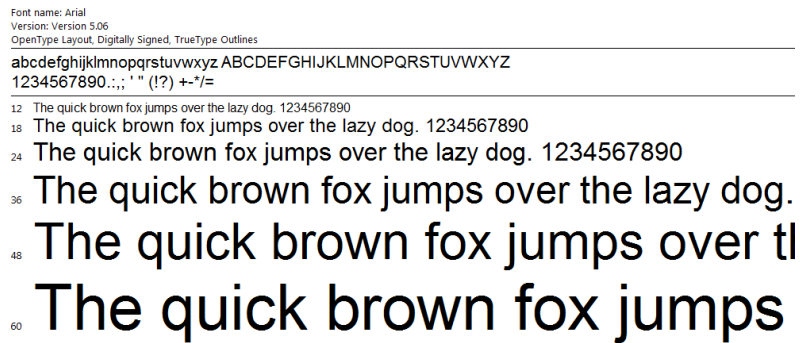 Font name: Arial
Version: Version 5.06
OpenType Layout, Digitally Signed, TrueType Outlines
abcdefghijklmnopqrstuvwxyz ABCDEFGHIJKLMNOPQRSTUVWXYZ
1234567890.:,; ' " (!?) +-*/=
12 The quick brown fox jumps over the lazy dog. 1234567890
18 The quick brown fox jumps over the lazy dog. 1234567890
24 The quick brown fox jumps over the lazy dog. 1234567890
36 The quick brown fox jumps over the lazy dog.
48 The quick brown fox jumps over th
60 The quick brown fox jumps